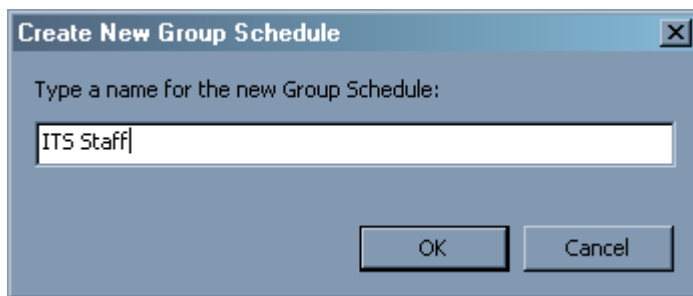 Create New Group Schedule
Type a name for the new Group Schedule:
ITS Staff
OK Cancel